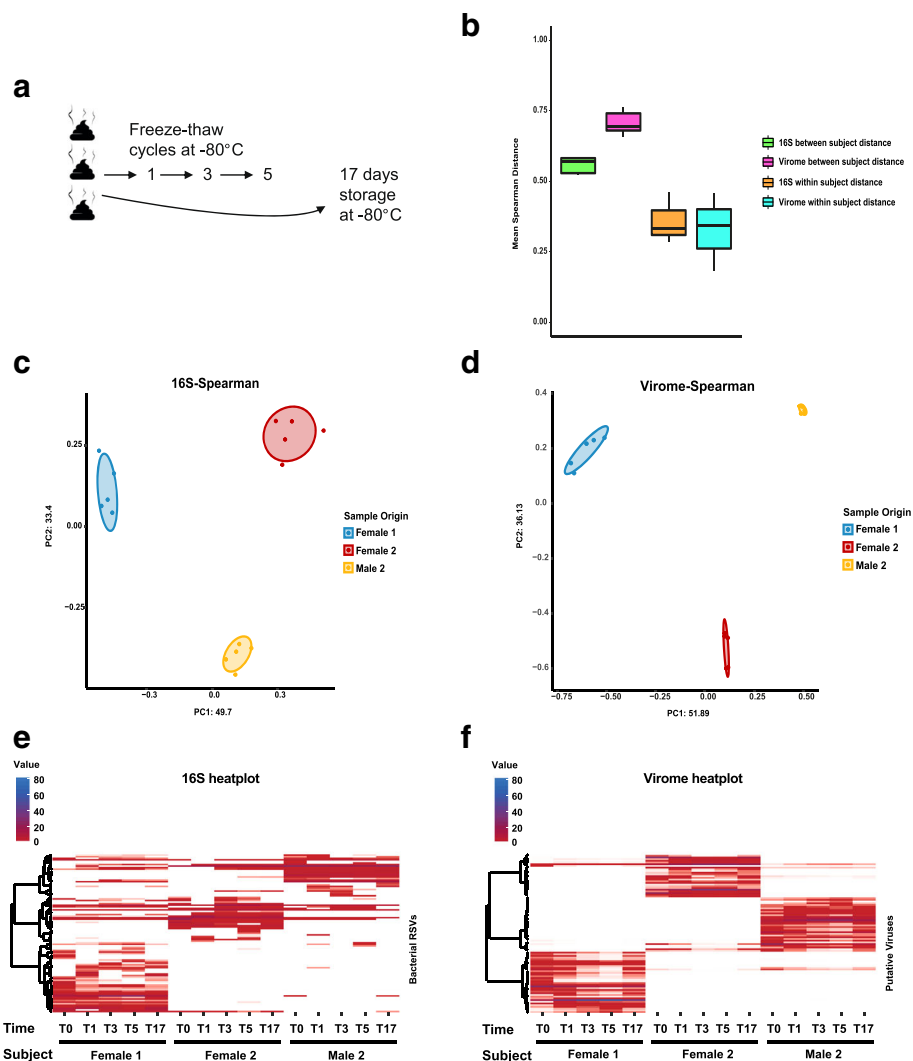 a
Freeze-thaw
cycles at -80°C
1 3 5
17 days
storage
at -80°C
b
1.00
0.75
0.50
0.25
0.00
Mean Spearman Distance
16S between subject distance
Virome between subject distance
16S within subject distance
Virome within subject distance
c
16S-Spearman
0.25
0.00
−0.25
PC2: 33.4
−0.3 0.0 0.3
PC1: 49.7
Sample Origin
Female 1
Female 2
Male 2
d
Virome-Spearman
0.4
0.2
0.0
−0.2
−0.4
−0.6
PC2: 36.13
−0.75 −0.50 −0.25 0.00 0.25 0.50
PC1: 51.89
Sample Origin
Female 1
Female 2
Male 2
e
Value
80
60
40
20
0
16S heatplot
Bacterial RSVs
Time T0 T1 T3 T5 T17 T0 T1 T3 T5 T17 T0 T1 T3 T5 T17
Subject Female 1 Female 2 Male 2
f
Value
80
60
40
20
0
Virome heatplot
Putative Viruses
Time T0 T1 T3 T5 T17 T0 T1 T3 T5 T17 T0 T1 T3 T5 T17
Subject Female 1 Female 2 Male 2